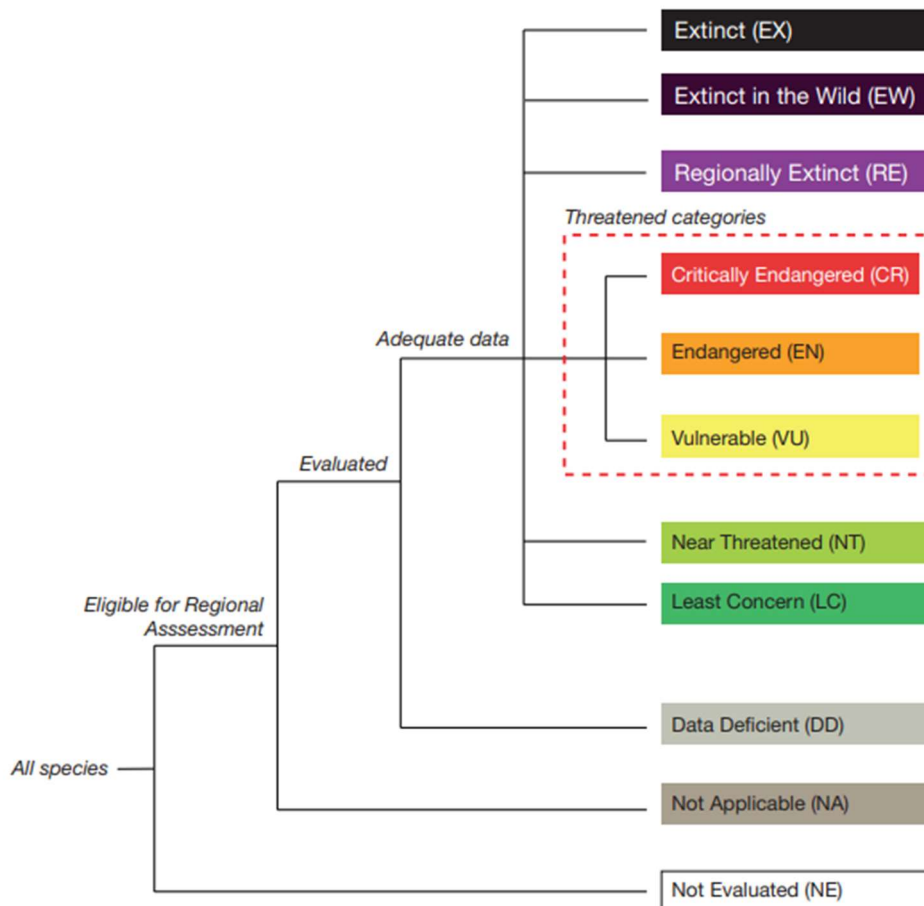 Extinct (EX)
Extinct in the Wild (EW)
Regionally Extinct (RE)
Threatened categories
Critically Endangered (CR)
Adequate data
Endangered (EN)
Vulnerable (VU)
Evaluated
Near Threatened (NT)
Eligible for Regional
Asssessment
Least Concern (LC)
Data Deficient (DD)
All species
Not Applicable (NA)
Not Evaluated (NE)